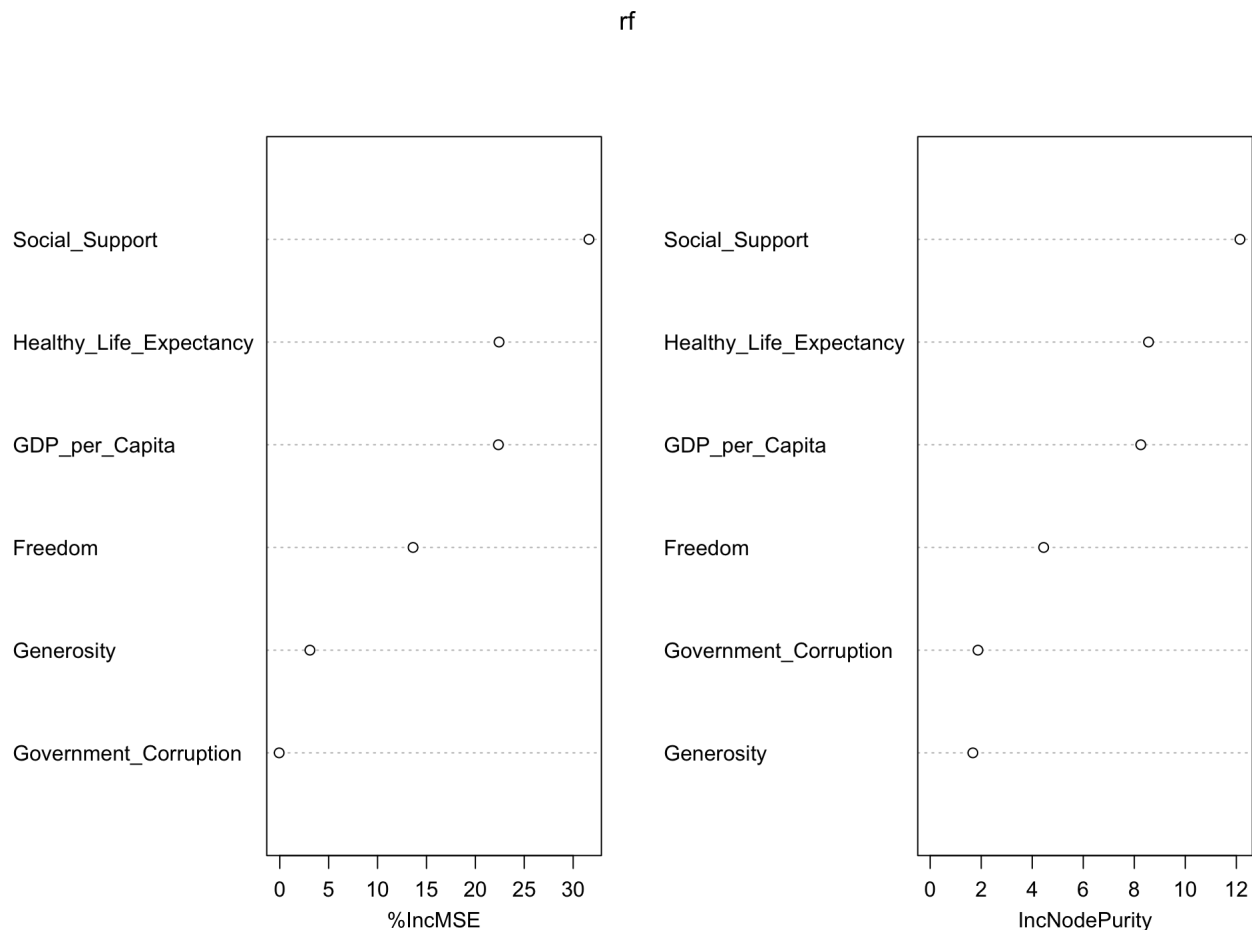 rf
Social_Support
Healthy_Life_Expectancy
GDP_per_Capita
Freedom
Generosity
Government_Corruption
0 5 10 15 20 25 30
%IncMSE
Social_Support
Healthy_Life_Expectancy
GDP_per_Capita
Freedom
Government_Corruption
Generosity
0 2 4 6 8 10 12
IncNodePurity